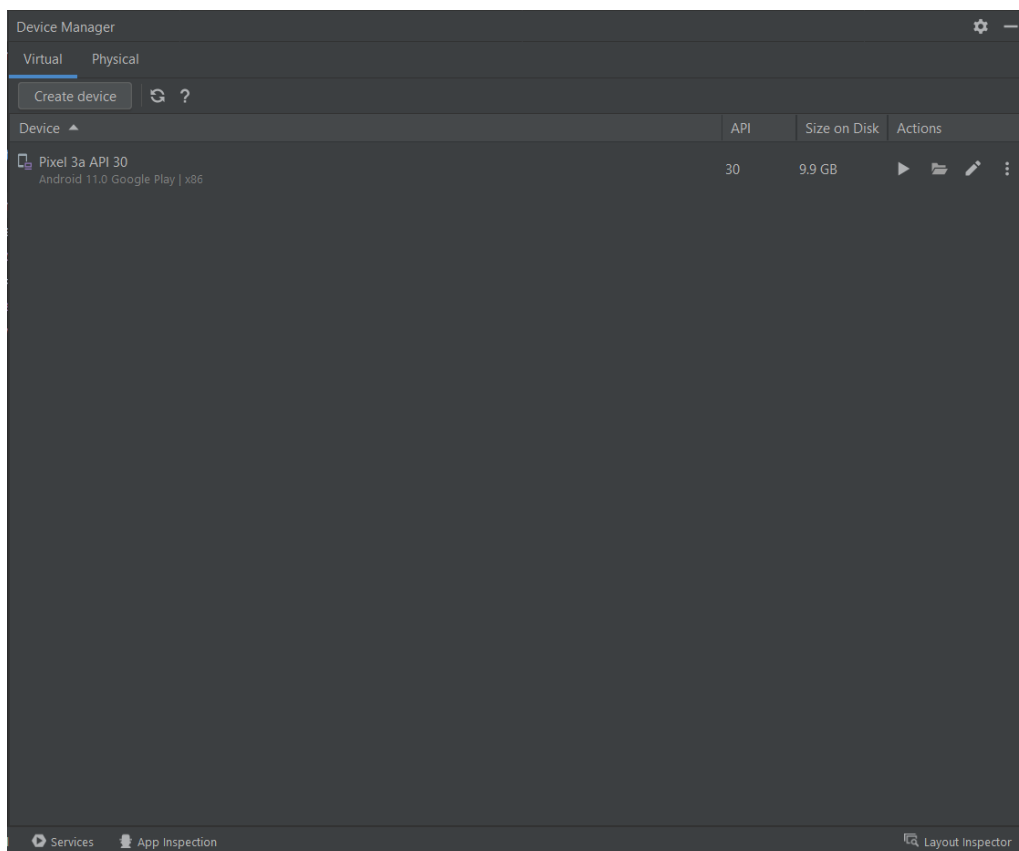 Device Manager
Virtual Physical
Create device ?
Device API Size on Disk Actions
Pixel 3a API 30
Android 11.0 Google Play | x86
30 9.9 GB
Services App Inspection Layout Inspector